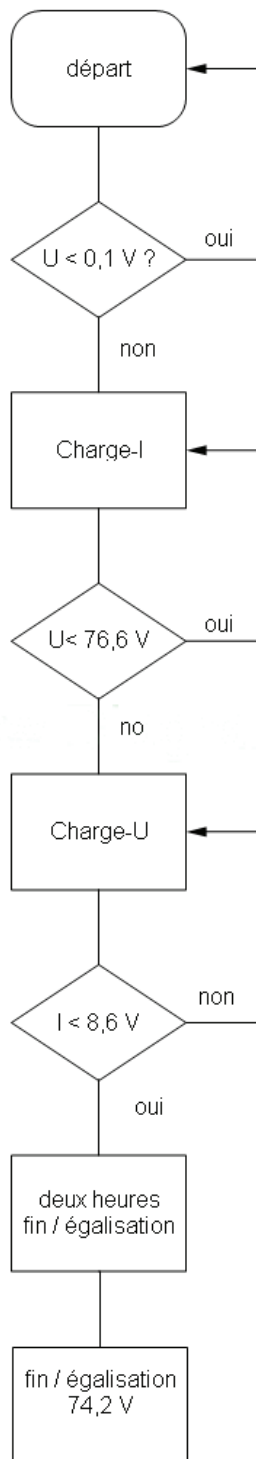 départ
U < 0,1 V ?
oui
non
Charge-I
U< 76,6 V
oui
no
Charge-U
I < 8,6 V
non
oui
deux heures
fin / égalisation
fin / égalisation
74,2 V